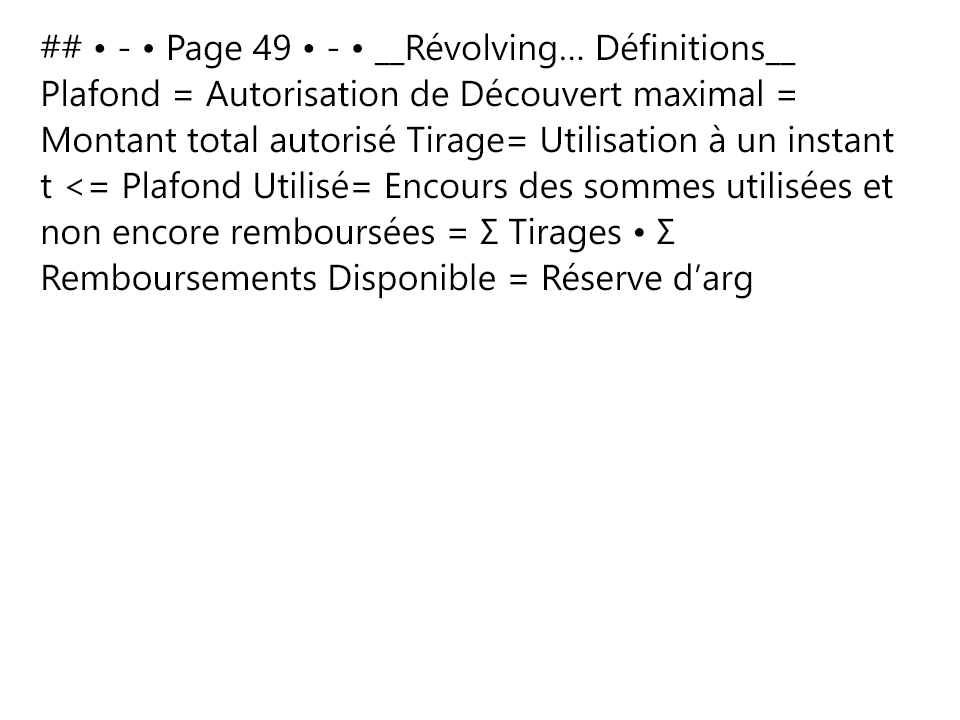 ## • - • Page 49 • - • __Révolving... Définitions__
Plafond = Autorisation de Découvert maximal =
Montant total autorisé Tirage= Utilisation à un instant
t <= Plafond Utilisé= Encours des sommes utilisées et
non encore remboursées = Σ Tirages • Σ
Remboursements Disponible = Réserve d’arg